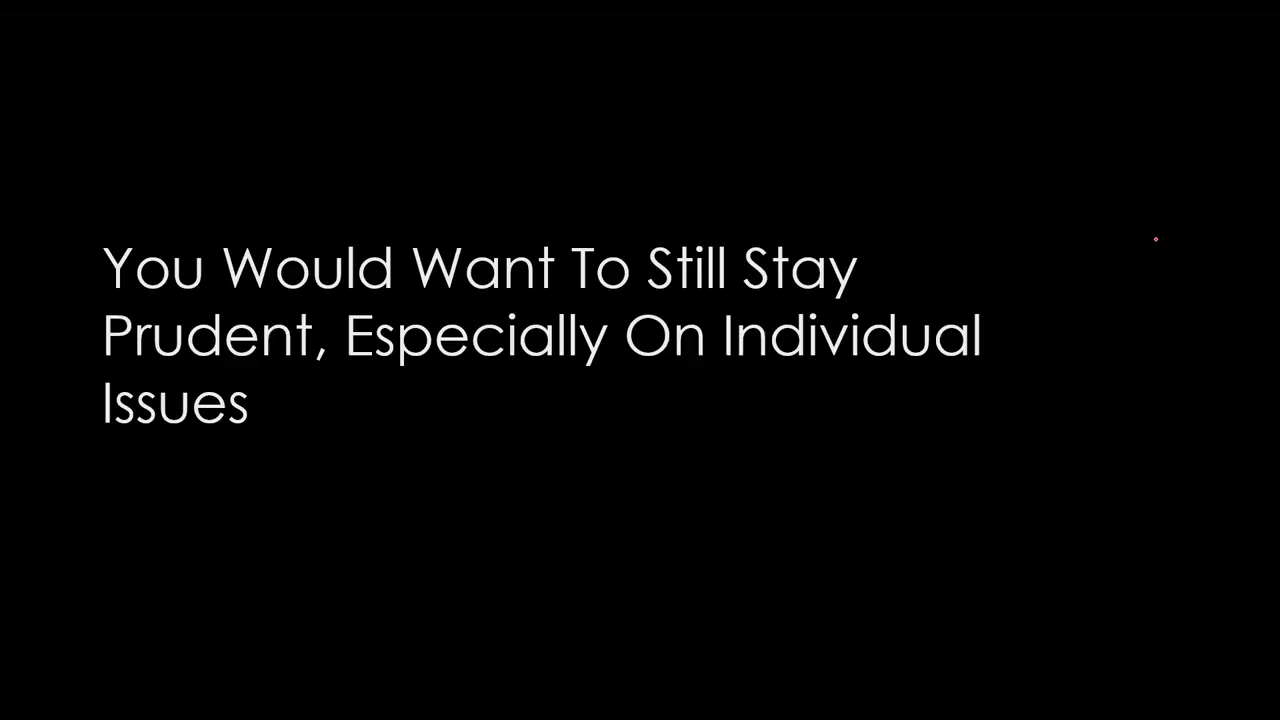 You Would Want To Still Stay
Prudent, Especially On Individual
Issues